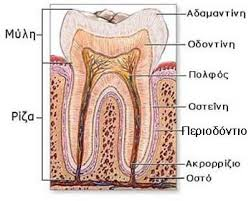 Μύλη
Ρίζα
Αδαμαντίνη
Οδοντίνη
Πολφός
Οστεΐνη
Περιοδόντιο
Ακρορρίζιο
Οστό